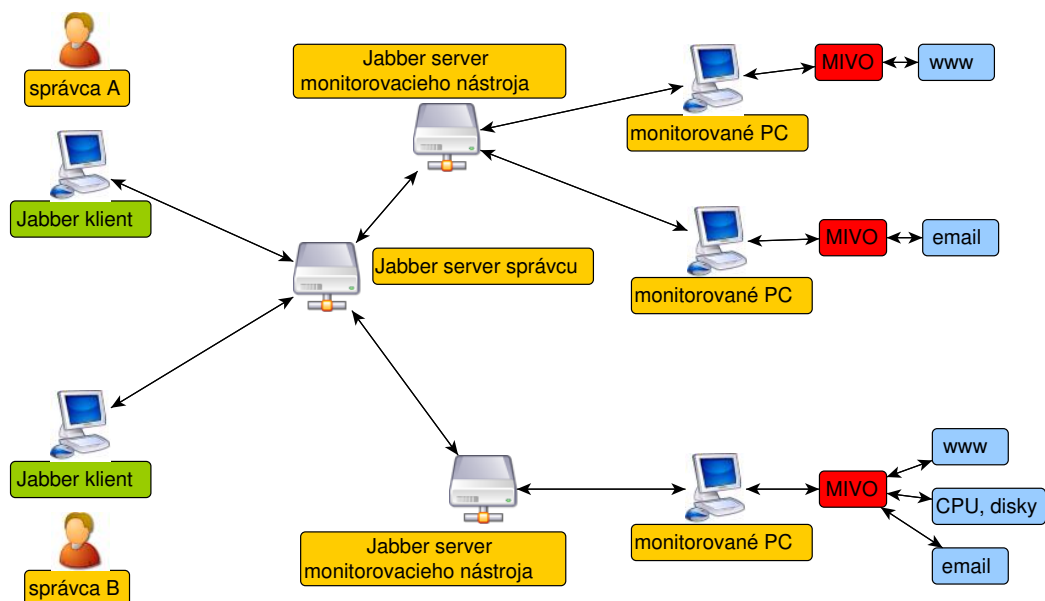 správca A
Jabber klient
Jabber server
monitorovacieho nástroja
Jabber server správcu
monitorované PC
MIVO
www
monitorované PC
MIVO
email
Jabber klient
správca B
Jabber server
monitorovacieho nástroja
monitorované PC
MIVO
www
CPU, disky
email